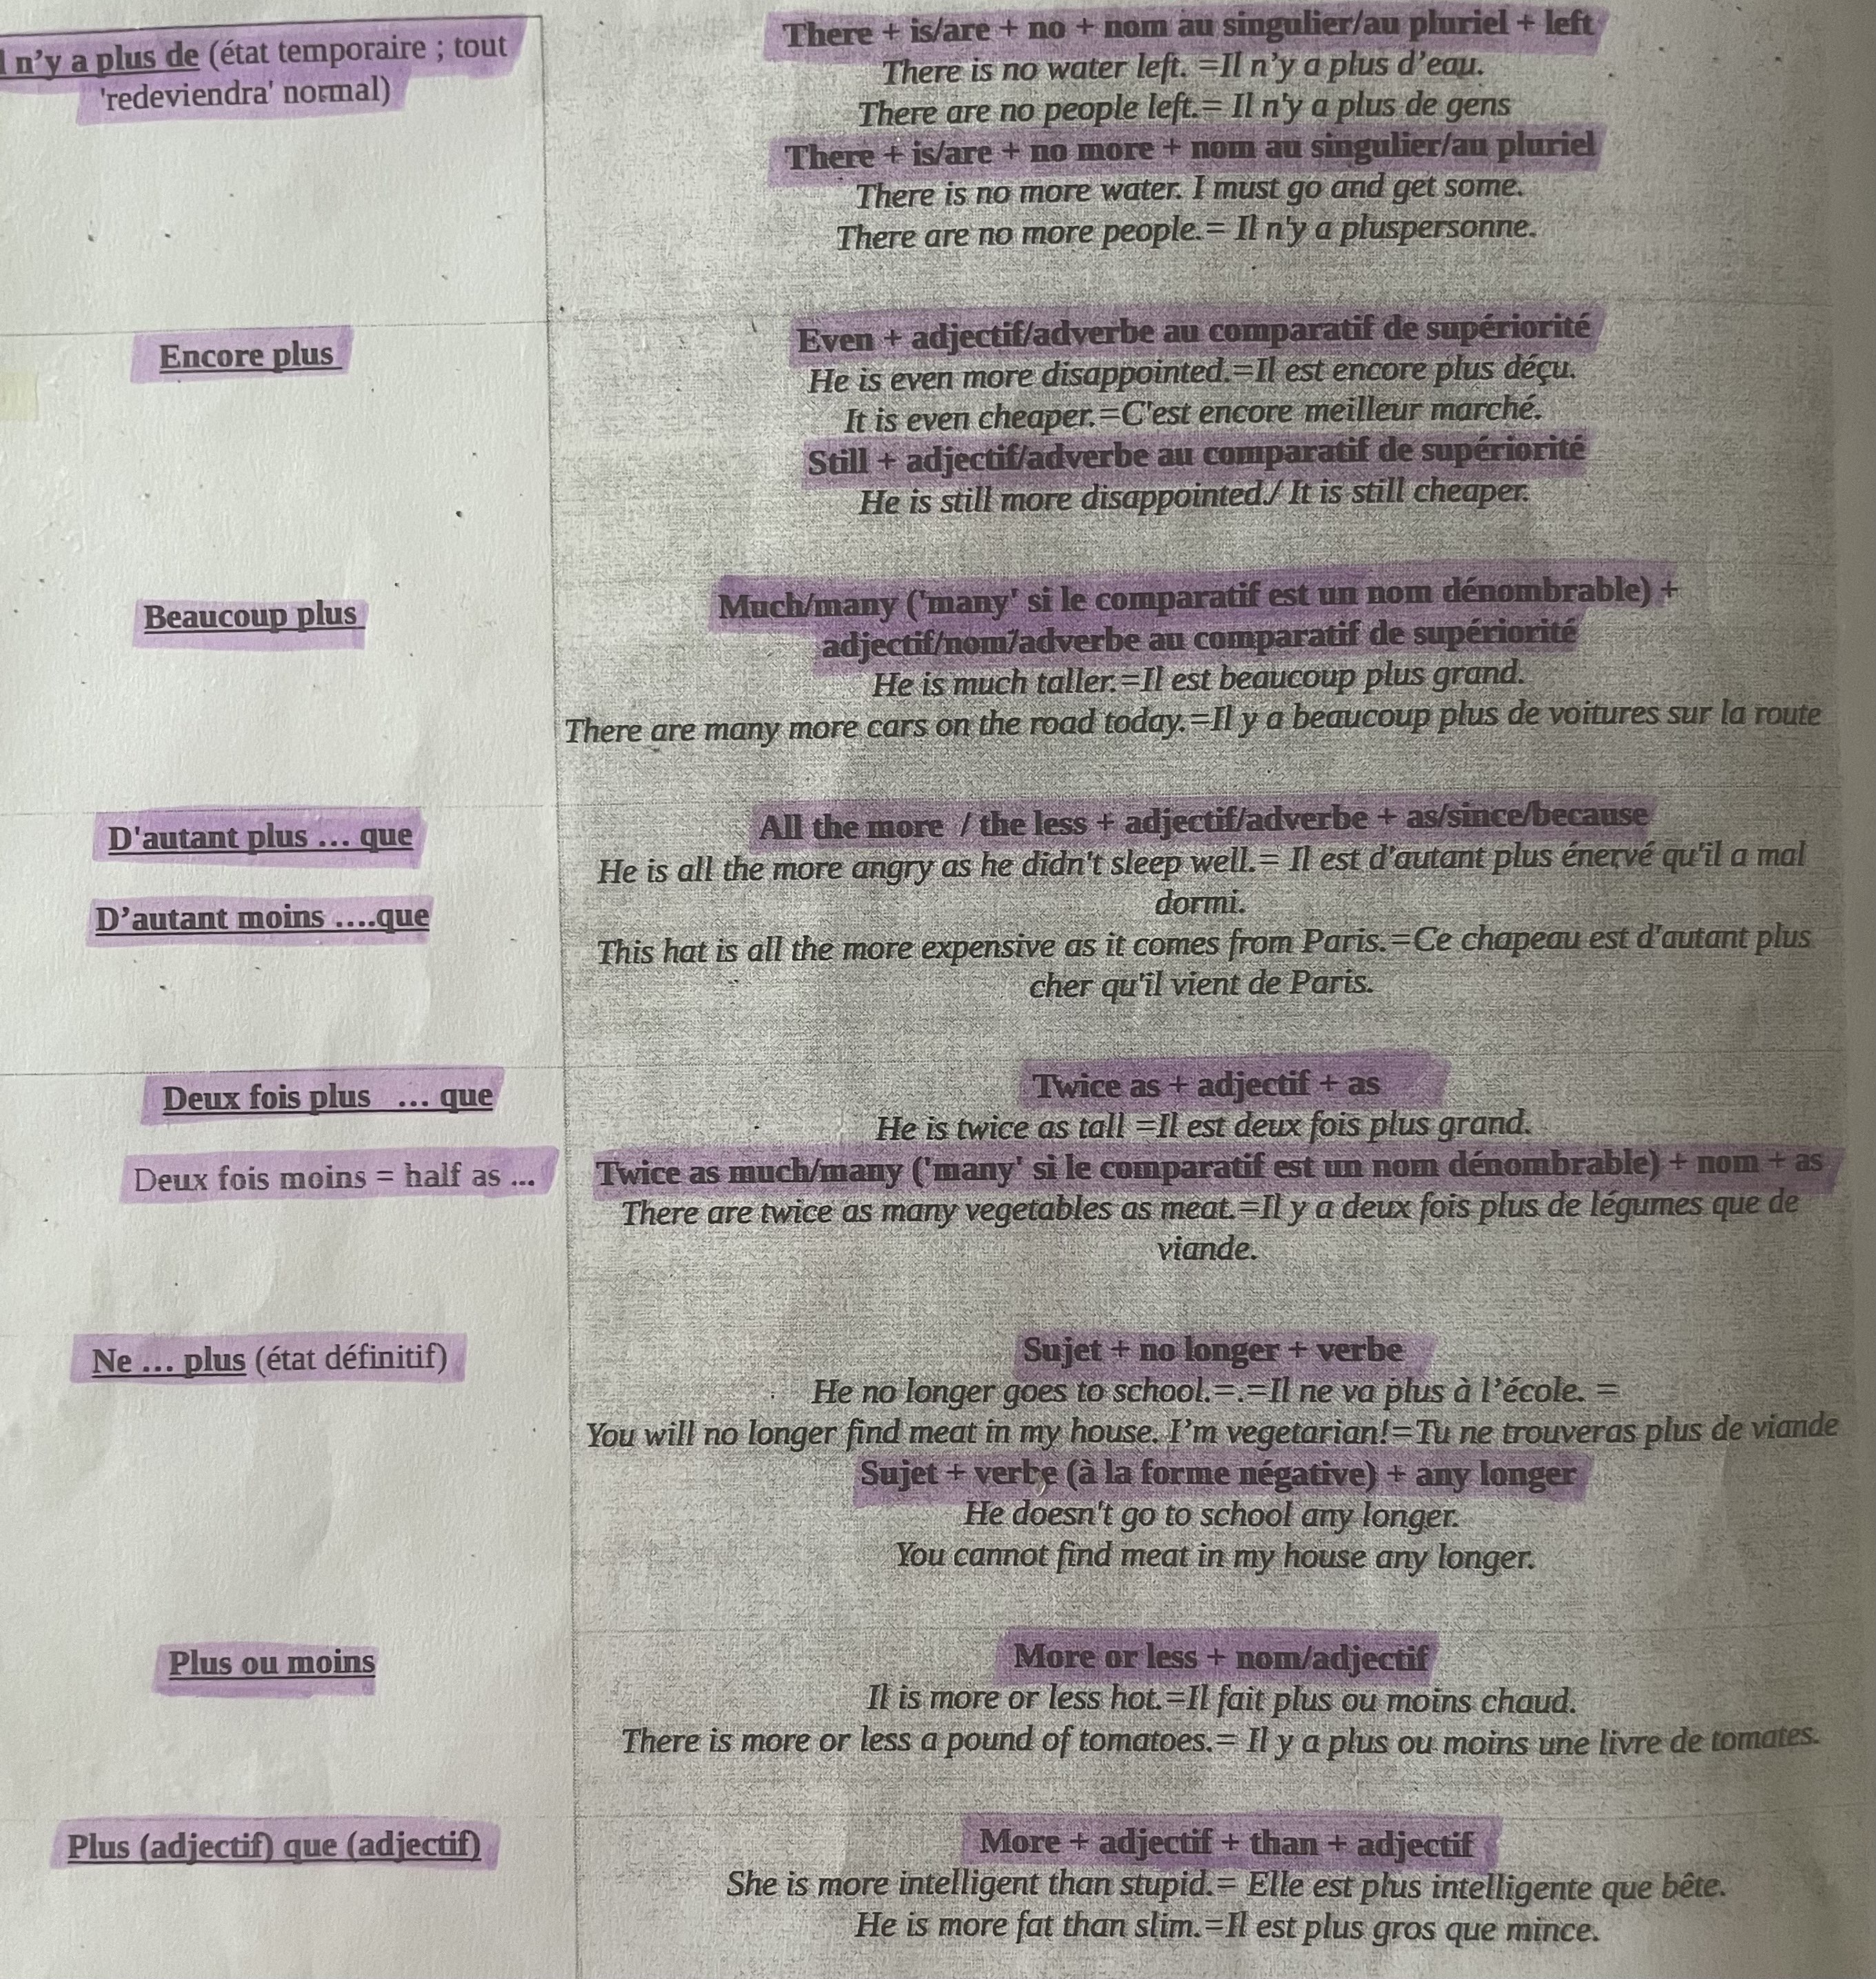 n'y a plus de (état temporaire ; tout
'redeviendra' normal)
There + is/are + no + nom au singulier/au pluriel + left
There is no water left. =Il n'y a plus d'eau.
There are no people left.= Il n'y a plus de gens
There + is/are + no more + nom au singulier/au pluriel
There is no more water. I must go and get some.
There are no more people.= Il n'y a pluspersonne.
Encore plus
Even + adjectif/adverbe au comparatif de supériorité
He is even more disappointed.=Il est encore plus déçu.
It is even cheaper.=C'est encore meilleur marché.
Still + adjectif/adverbe au comparatif de supériorité
He is still more disappointed./ It is still cheaper.
Beaucoup plus
Much/many ('many' si le comparatif est un nom dénombrable) +
adjectif/nom/adverbe au comparatif de supériorité
He is much taller.=Il est beaucoup plus grand.
There are many more cars on the road today.=Il y a beaucoup plus de voitures sur la route
D'autant plus ... que
D'autant moins ....que
All the more / the less + adjectif/adverbe + as/since/because
He is all the more angry as he didn't sleep well.= Il est d'autant plus énervé qu'il a mal
dormi.
This hat is all the more expensive as it comes from Paris.=Ce chapeau est d'autant plus
cher qu'il vient de Paris.
Deux fois plus ... que
Deux fois moins = half as ...
Twice as + adjectif + as
He is twice as tall =Il est deux fois plus grand.
Twice as much/many ('many' si le comparatif est un nom dénombrable) + nom + as
There are twice as many vegetables as meat.=Il y a deux fois plus de légumes que de
viande.
Ne ... plus (état définitif)
Sujet + no longer + verbe
He no longer goes to school.=.=Il ne va plus à l'école. =
You will no longer find meat in my house. I'm vegetarian!=Tu ne trouveras plus de viande
Sujet + verbe (à la forme négative) + any longer
He doesn't go to school any longer.
You cannot find meat in my house any longer.
Plus ou moins
More or less + nom/adjectif
Il is more or less hot.=Il fait plus ou moins chaud.
There is more or less a pound of tomatoes.= Il y a plus ou moins une livre de tomates.
Plus (adjectif) que (adjectif)
More + adjectif + than + adjectif
She is more intelligent than stupid.= Elle est plus intelligente que bête.
He is more fat than slim.=Il est plus gros que mince.